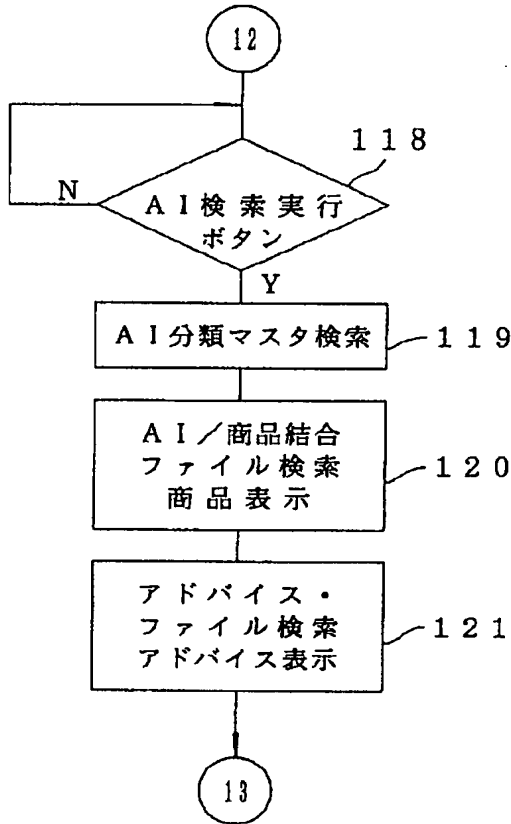 12
118
N
AI検索実行
ボタン
Y
AI分類マスタ検索
119
AI/商品結合
ファイル検索
商品表示
120
アドバイス・
ファイル検索
アドバイス表示
121
13